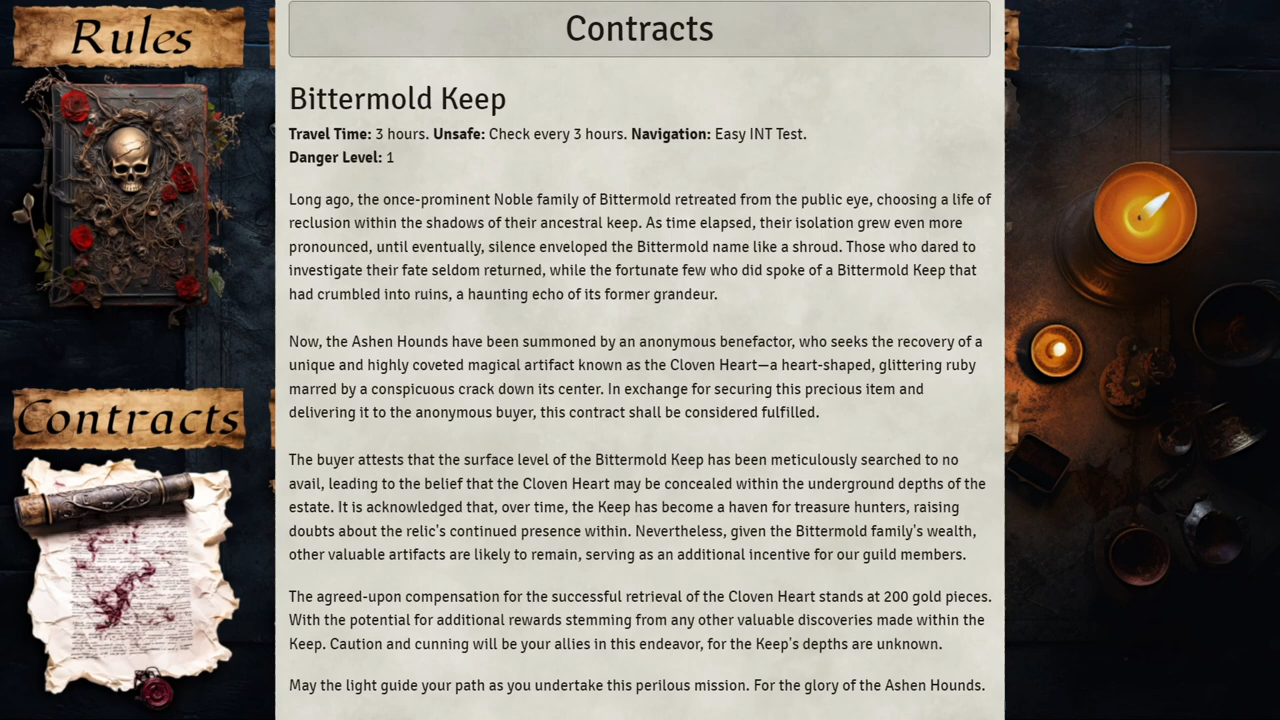 Rules
Contracts
Contracts
Bittermold Keep
Travel Time: 3 hours. Unsafe: Check every 3 hours. Navigation: Easy INT Test.
Danger Level: 1
Long ago, the once-prominent Noble family of Bittermold retreated from the public eye, choosing a life of
reclusion within the shadows of their ancestral keep. As time elapsed, their isolation grew even more
pronounced, until eventually, silence enveloped the Bittermold name like a shroud. Those who dared to
investigate their fate seldom returned, while the fortunate few who did spoke of a Bittermold Keep that
had crumbled into ruins, a haunting echo of its former grandeur.
Now, the Ashen Hounds have been summoned by an anonymous benefactor, who seeks the recovery of a
unique and highly coveted magical artifact known as the Cloven Heart—a heart-shaped, glittering ruby
marred by a conspicuous crack down its center. In exchange for securing this precious item and
delivering it to the anonymous buyer, this contract shall be considered fulfilled.
The buyer attests that the surface level of the Bittermold Keep has been meticulously searched to no
avail, leading to the belief that the Cloven Heart may be concealed within the underground depths of the
estate. It is acknowledged that, over time, the Keep has become a haven for treasure hunters, raising
doubts about the relic's continued presence within. Nevertheless, given the Bittermold family's wealth,
other valuable artifacts are likely to remain, serving as an additional incentive for our guild members.
The agreed-upon compensation for the successful retrieval of the Cloven Heart stands at 200 gold pieces.
With the potential for additional rewards stemming from any other valuable discoveries made within the
Keep. Caution and cunning will be your allies in this endeavor, for the Keep's depths are unknown.
May the light guide your path as you undertake this perilous mission. For the glory of the Ashen Hounds.